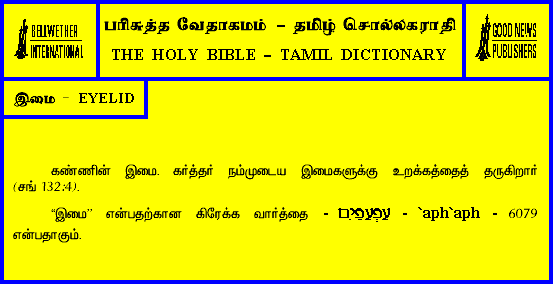 BELLWETHER
INTERNATIONAL
பரிசுத்த வேதாகமம் – தமிழ் சொல்லகராதி
THE HOLY BIBLE – TAMIL DICTIONARY
GOOD NEWS
PUBLISHERS
இமை – EYELID
கண்ணின் இமை. கர்த்தர் நம்முடைய இமைகளுக்கு உறக்கத்தைத் தருகிறார்
(சங் 132:4).
“இமை” என்பதற்கான கிரேக்க வார்த்தை - עַפְעַפַּיִם - `aph`aph - 6079
என்பதாகும்.